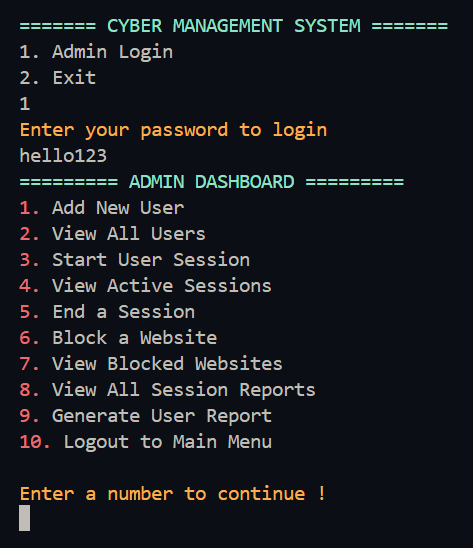 ======= CYBER MANAGEMENT SYSTEM =======
1. Admin Login
2. Exit
1
Enter your password to login
hello123
========= ADMIN DASHBOARD =========
1. Add New User
2. View All Users
3. Start User Session
4. View Active Sessions
5. End a Session
6. Block a Website
7. View Blocked Websites
8. View All Session Reports
9. Generate User Report
10. Logout to Main Menu
Enter a number to continue !